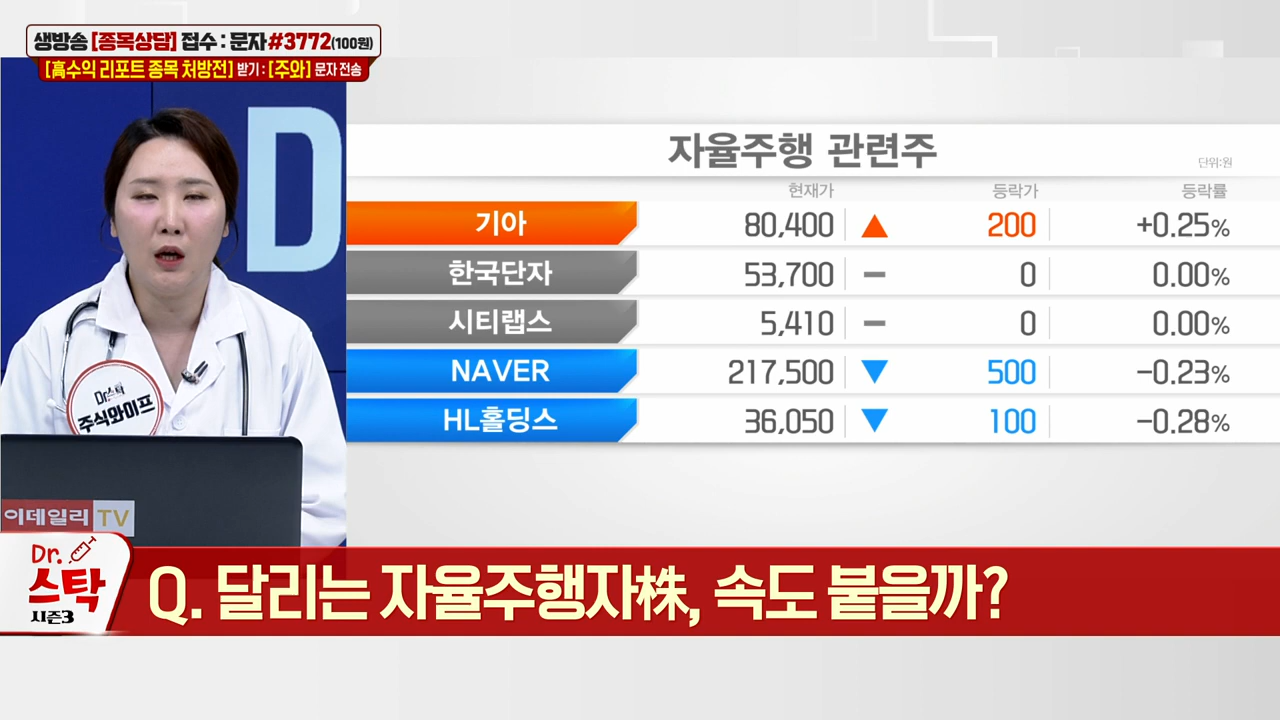 생방송 [종목상담] 접수 : 문자#3772(100원)
[高수익 리포트 종목 처방전] 받기 : [주와] 문자 전송
D
자율주행 관련주
단위:원
현재가 등락가 등락률
기아 80,400 ▲ 200 +0.25%
한국단자 53,700 - 0 0.00%
시티랩스 5,410 - 0 0.00%
NAVER 217,500 ▼ 500 -0.23%
HL홀딩스 36,050 ▼ 100 -0.28%
Dr.스탁
주식와이프
이데일리 TV
Dr.
스탁
시즌3
Q. 달리는 자율주행자株, 속도 붙을까?